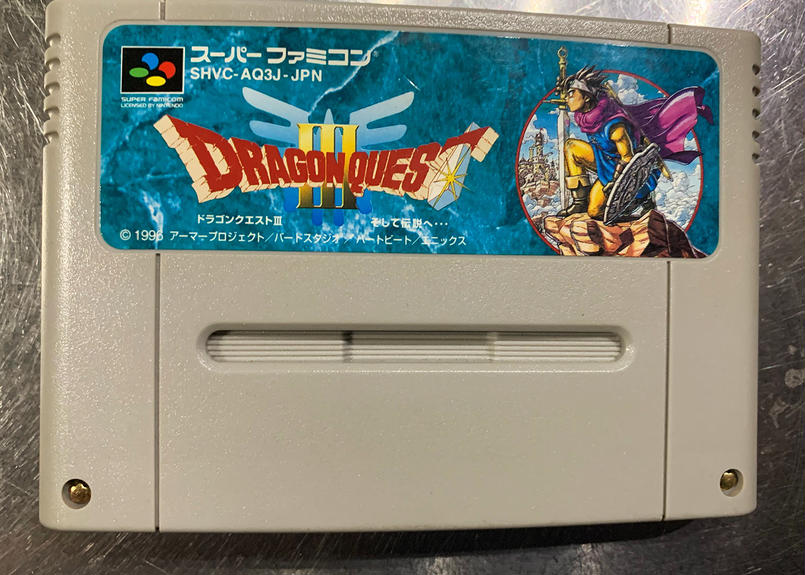 スーパーファミコン
SHVC-AQ3J-JPN
SUPER FAMICOM
LICENSED BY NINTENDO
DRAGON QUEST
III
ドラゴンクエストIII そして伝説へ・・・
© 1996 アーマープロジェクト／バードスタジオ／ハートビート／エニックス